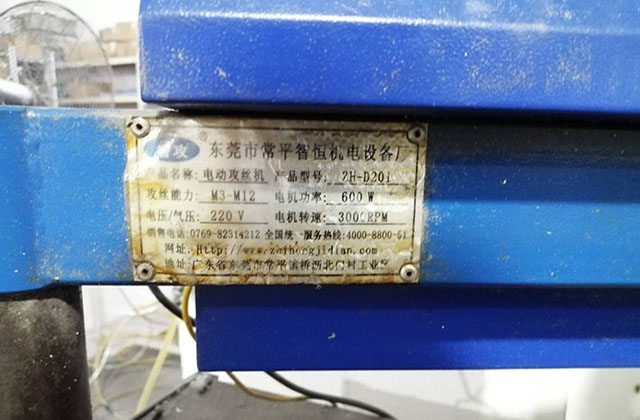 攻
东莞市常平智恒机电设备厂
产品名称: 电动攻丝机 产品型号: ZH-D201
攻丝能力: M3-M12 电机功率: 600 W
电压/气压: 220 V 电机转速: 3000RPM
销售电话:0769-82314212 全国统一服务热线:4000-8800-51
网址: Http://www.zhihengjidian.com
地址:广东省东莞市常平镇桥沥北门村工业区